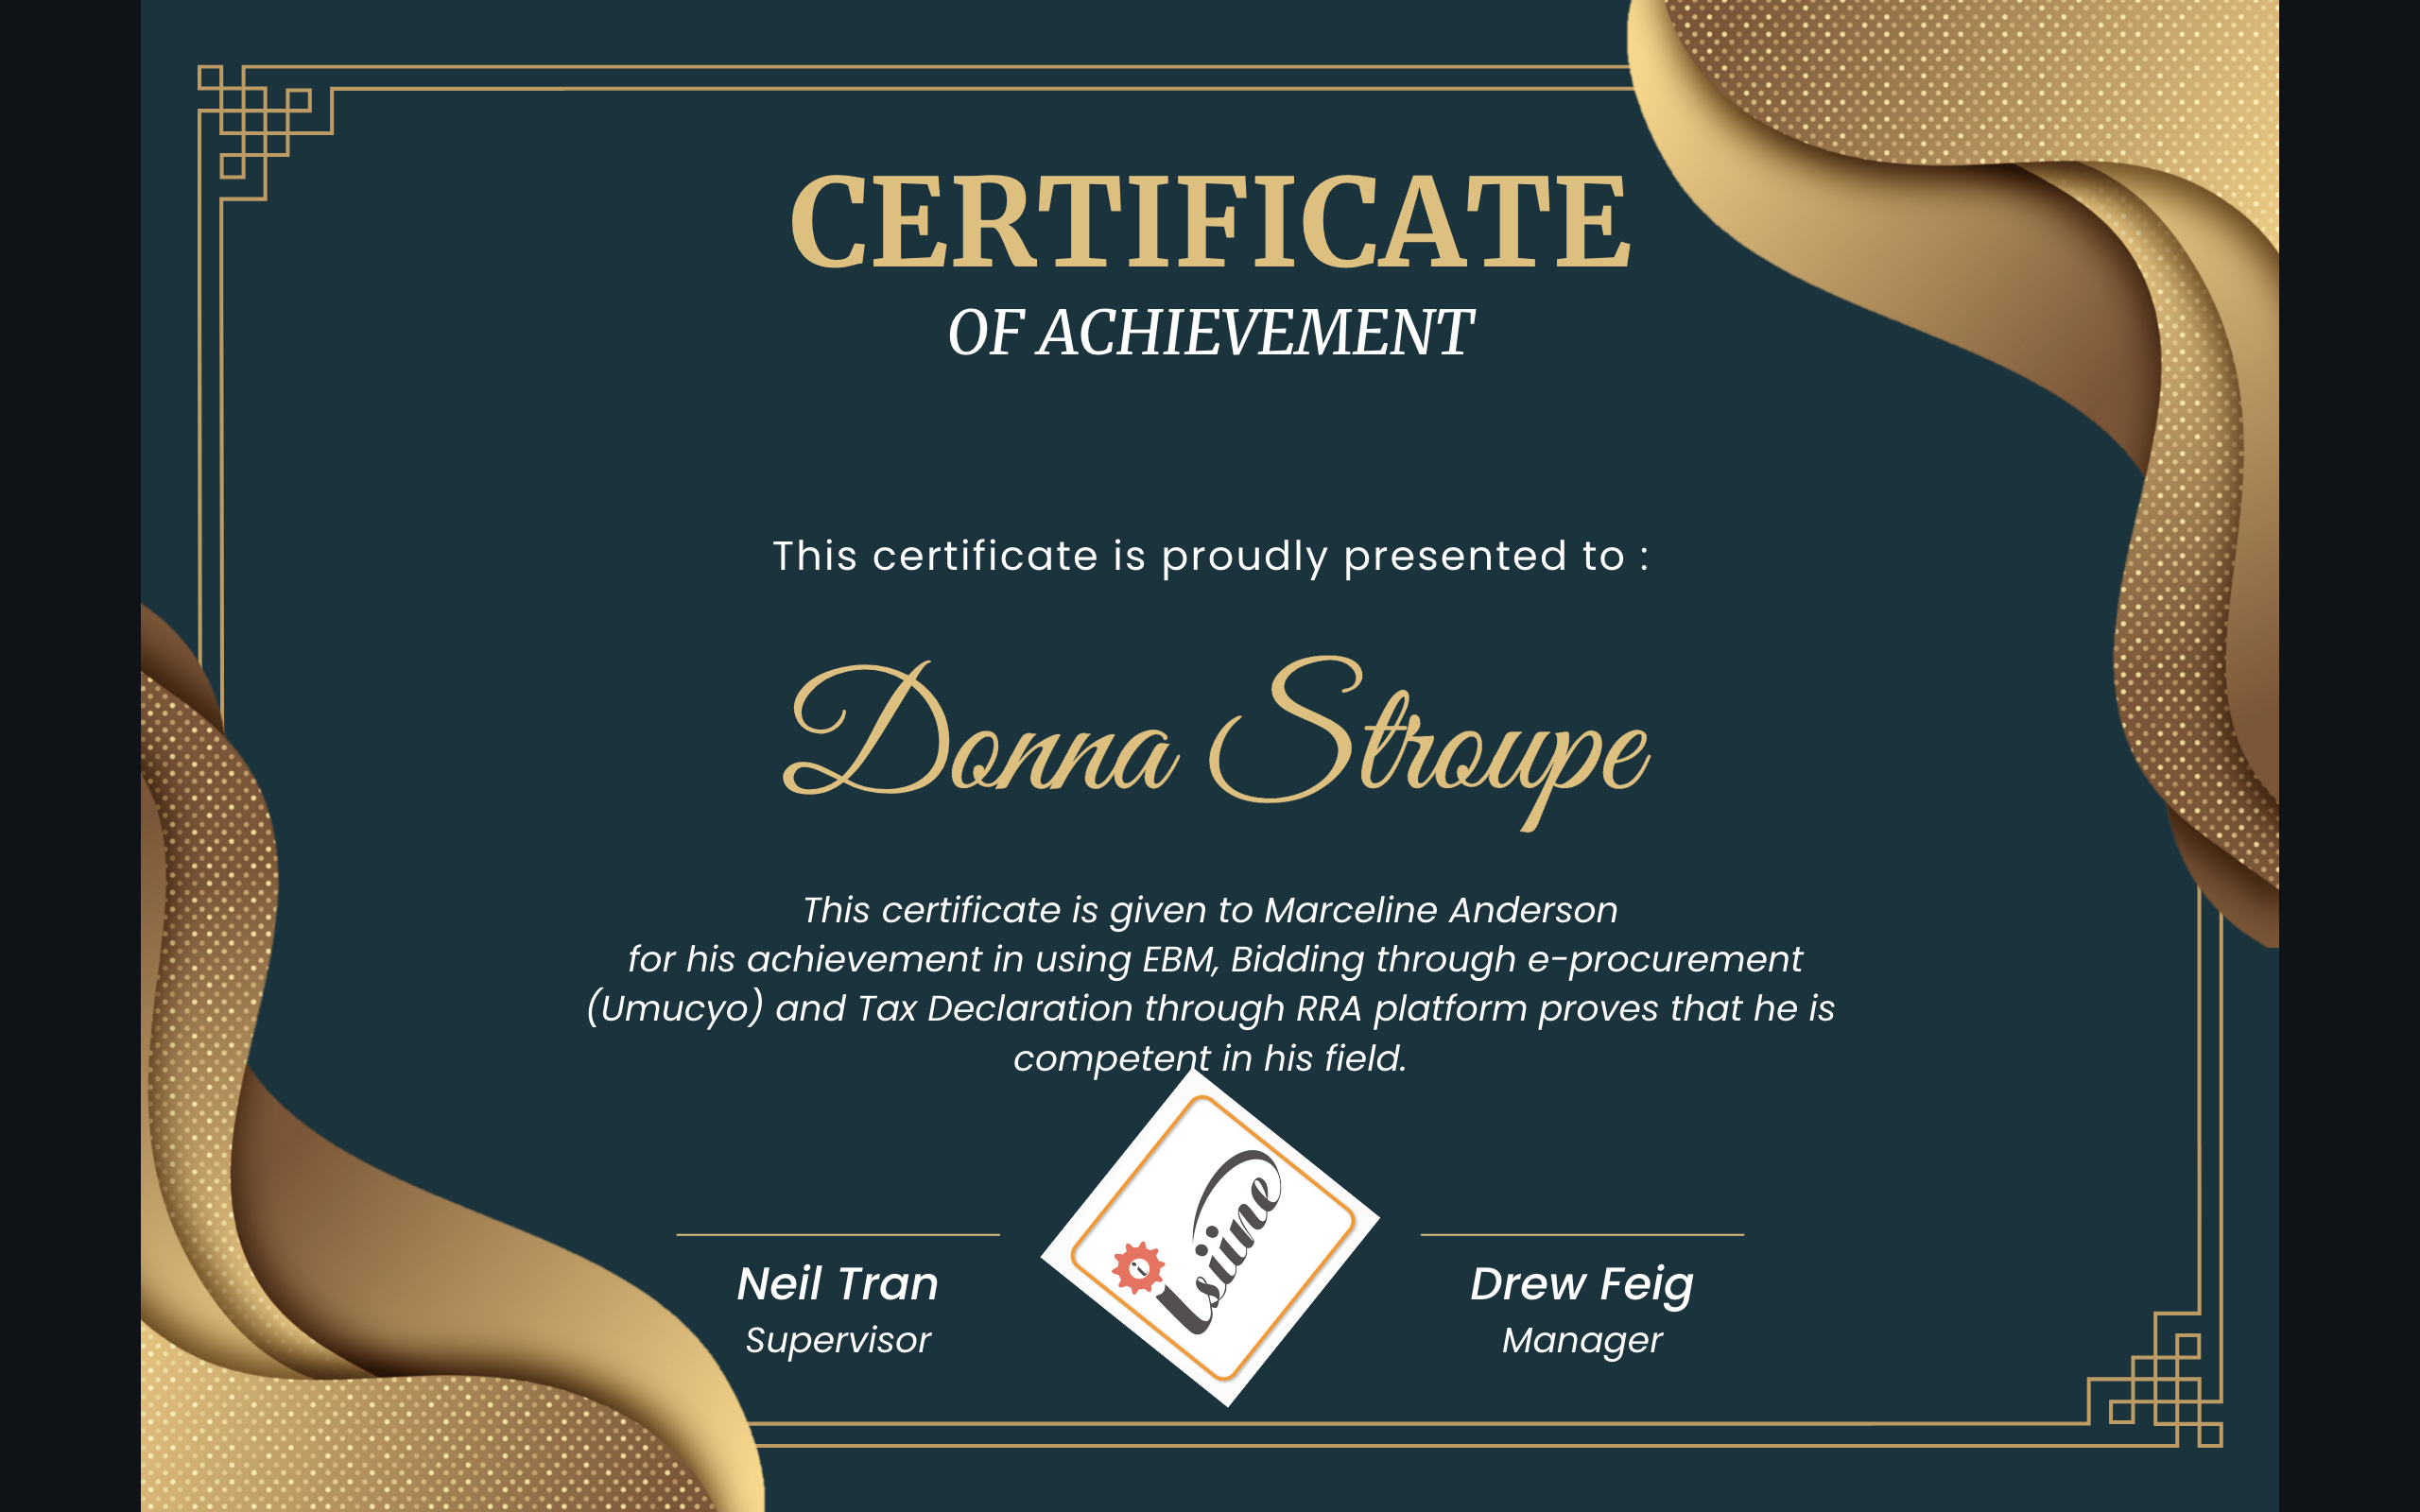 CERTIFICATE
OF ACHIEVEMENT
This certificate is proudly presented to :
Donna Stroupe
This certificate is given to Marceline Anderson
for his achievement in using EBM, Bidding through e-procurement
(Umucyo) and Tax Declaration through RRA platform proves that he is
competent in his field.
Isiine
Neil Tran
Supervisor
Drew Feig
Manager